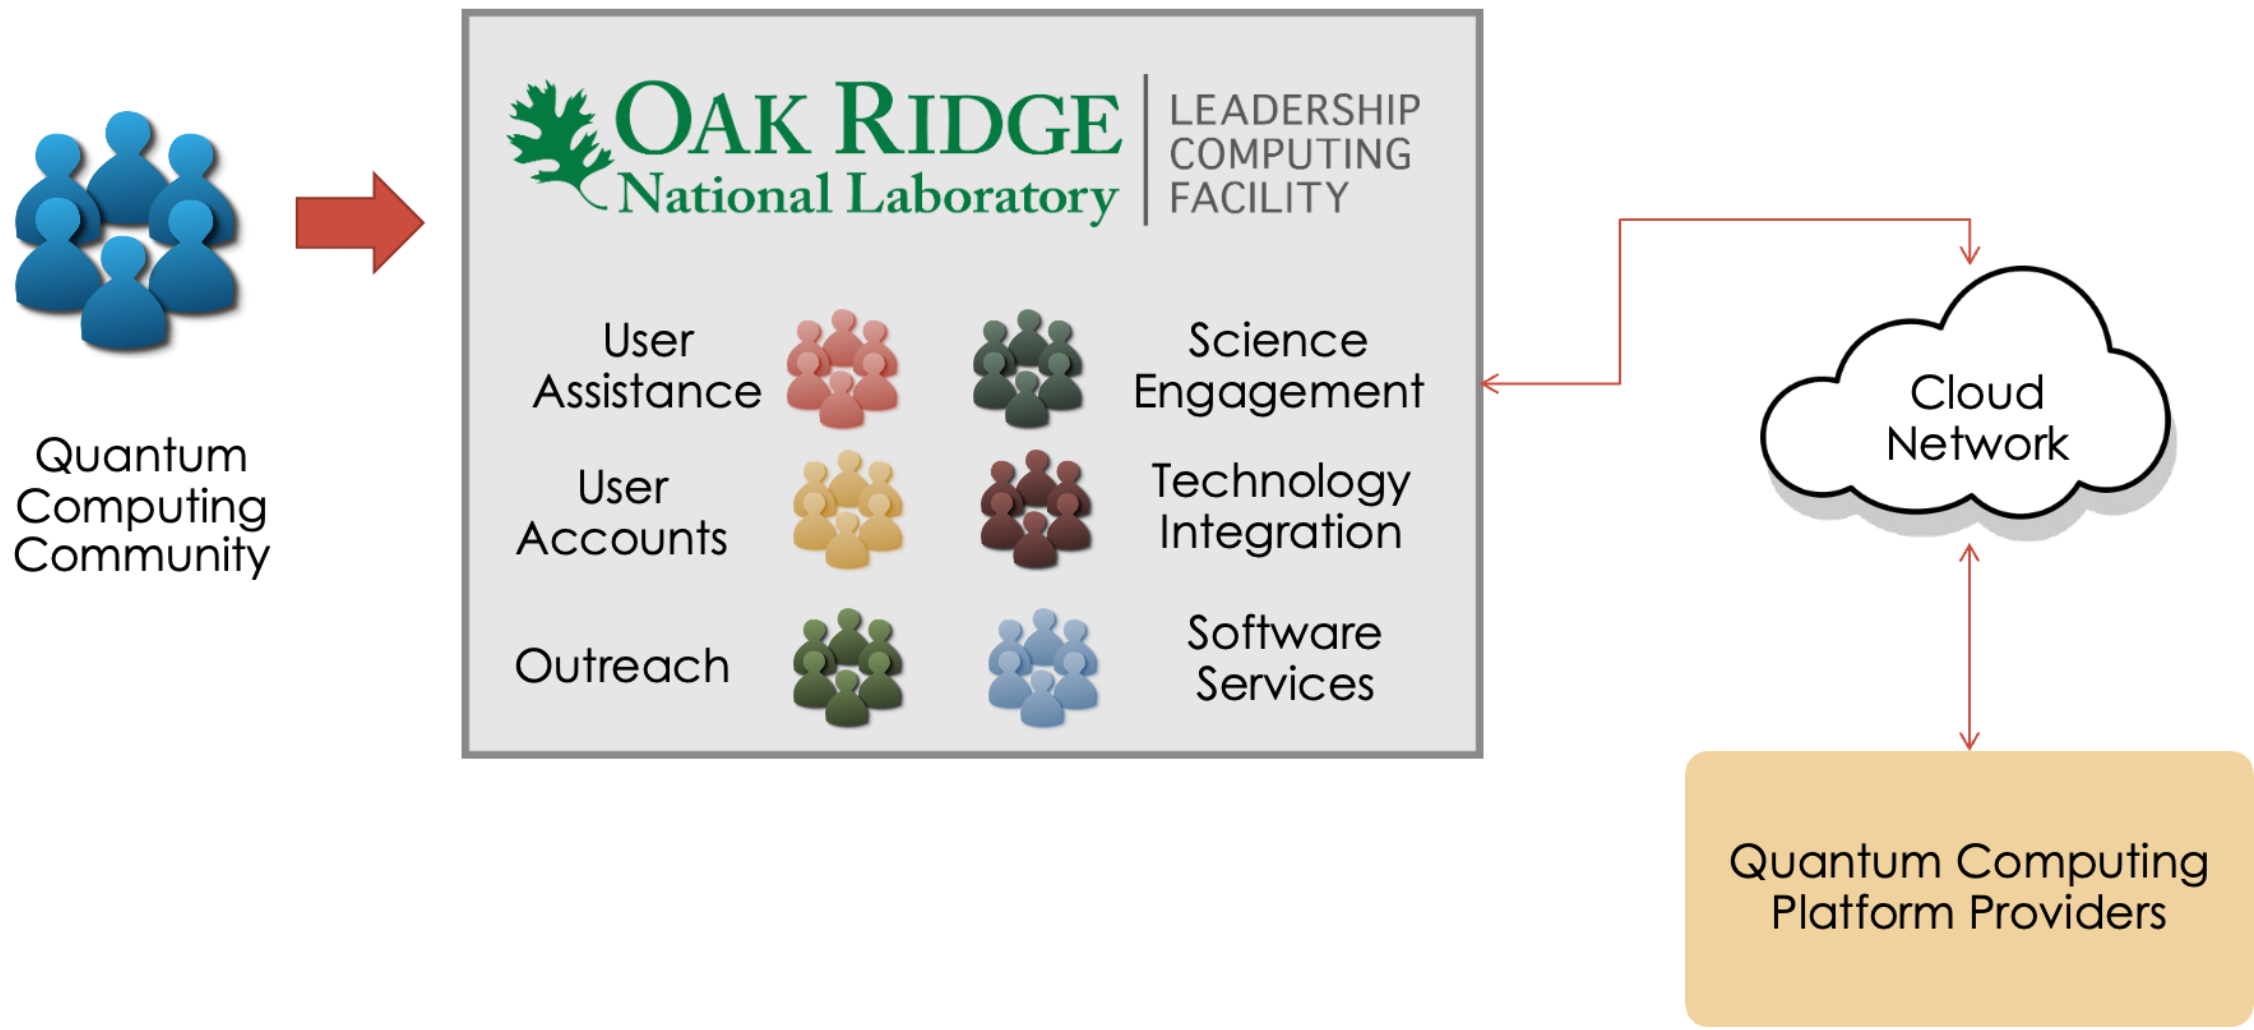 Quantum
Computing
Community
OAK RIDGE
National Laboratory
LEADERSHIP
COMPUTING
FACILITY
User
Assistance
Science
Engagement
User
Accounts
Technology
Integration
Outreach
Software
Services
Cloud
Network
Quantum Computing
Platform Providers